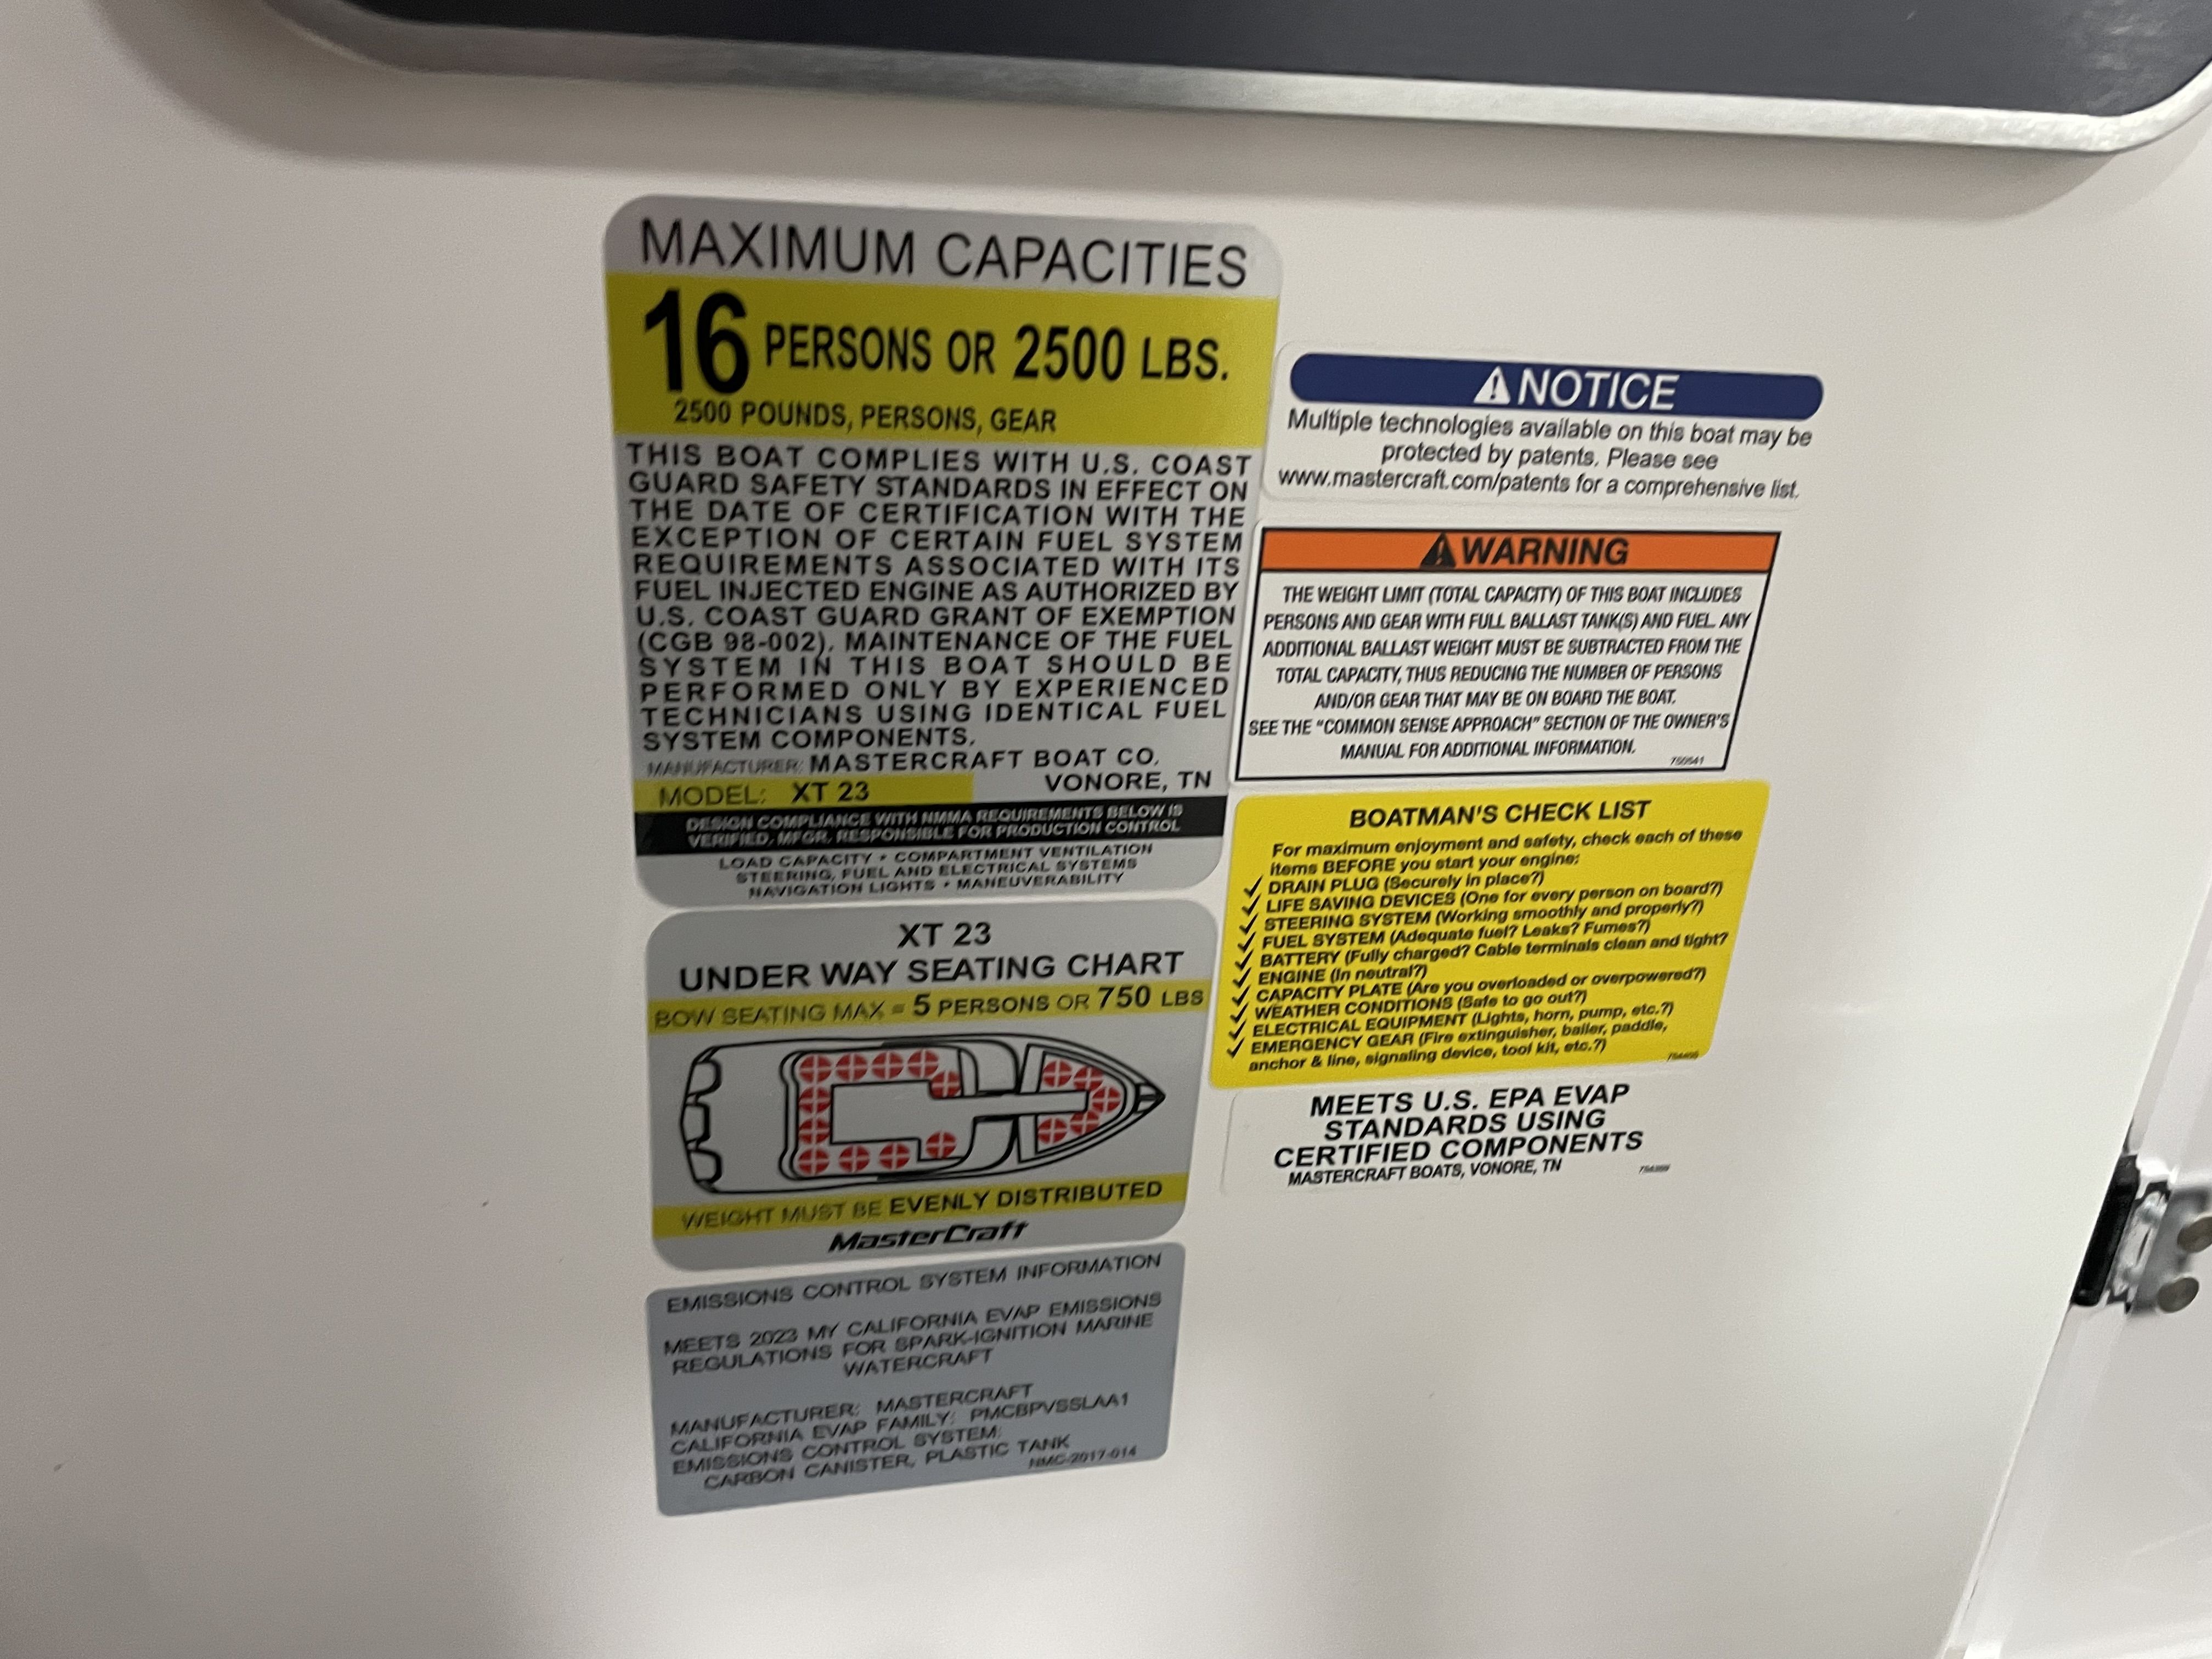 MAXIMUM CAPACITIES
16 PERSONS OR 2500 LBS.
2500 POUNDS, PERSONS, GEAR
THIS BOAT COMPLIES WITH U.S. COAST
GUARD SAFETY STANDARDS IN EFFECT ON
THE DATE OF CERTIFICATION WITH THE
EXCEPTION OF CERTAIN FUEL SYSTEM
REQUIREMENTS ASSOCIATED WITH ITS
FUEL INJECTED ENGINE AS AUTHORIZED BY
U.S. COAST GUARD GRANT OF EXEMPTION
(CGB 98-002). MAINTENANCE OF THE FUEL
SYSTEM IN THIS BOAT SHOULD BE
PERFORMED ONLY BY EXPERIENCED
TECHNICIANS USING IDENTICAL FUEL
SYSTEM COMPONENTS.
MANUFACTURER: MASTERCRAFT BOAT CO.
VONORE, TN
MODEL: XT 23
DESIGN COMPLIANCE WITH NMMA REQUIREMENTS BELOW IS
VERIFIED. MFGR. RESPONSIBLE FOR PRODUCTION CONTROL
LOAD CAPACITY • COMPARTMENT VENTILATION
STEERING, FUEL AND ELECTRICAL SYSTEMS
NAVIGATION LIGHTS • MANEUVERABILITY
XT 23
UNDER WAY SEATING CHART
BOW SEATING MAX = 5 PERSONS OR 750 LBS
WEIGHT MUST BE EVENLY DISTRIBUTED
MasterCraft
EMISSIONS CONTROL SYSTEM INFORMATION
MEETS 2023 MY CALIFORNIA EVAP EMISSIONS
REGULATIONS FOR SPARK-IGNITION MARINE
WATERCRAFT
MANUFACTURER: MASTERCRAFT
CALIFORNIA EVAP FAMILY: PMCBPVSSLAA1
EMISSIONS CONTROL SYSTEM:
CARBON CANISTER, PLASTIC TANK
NMC-2017-014
NOTICE
Multiple technologies available on this boat may be
protected by patents. Please see
www.mastercraft.com/patents for a comprehensive list.
WARNING
THE WEIGHT LIMIT (TOTAL CAPACITY) OF THIS BOAT INCLUDES
PERSONS AND GEAR WITH FULL BALLAST TANK(S) AND FUEL. ANY
ADDITIONAL BALLAST WEIGHT MUST BE SUBTRACTED FROM THE
TOTAL CAPACITY, THUS REDUCING THE NUMBER OF PERSONS
AND/OR GEAR THAT MAY BE ON BOARD THE BOAT.
SEE THE "COMMON SENSE APPROACH" SECTION OF THE OWNER'S
MANUAL FOR ADDITIONAL INFORMATION.
BOATMAN'S CHECK LIST
For maximum enjoyment and safety, check each of these
items BEFORE you start your engine:
✓ DRAIN PLUG (Securely in place?)
✓ LIFE SAVING DEVICES (One for every person on board?)
✓ STEERING SYSTEM (Working smoothly and properly?)
✓ FUEL SYSTEM (Adequate fuel? Leaks? Fumes?)
✓ BATTERY (Fully charged? Cable terminals clean and tight?
✓ ENGINE (In neutral?)
✓ CAPACITY PLATE (Are you overloaded or overpowered?)
✓ WEATHER CONDITIONS (Safe to go out?)
✓ ELECTRICAL EQUIPMENT (Lights, horn, pump, etc.?)
✓ EMERGENCY GEAR (Fire extinguisher, bailer, paddle,
anchor & line, signaling device, tool kit, etc.?)
MEETS U.S. EPA EVAP
STANDARDS USING
CERTIFIED COMPONENTS
MASTERCRAFT BOATS, VONORE, TN